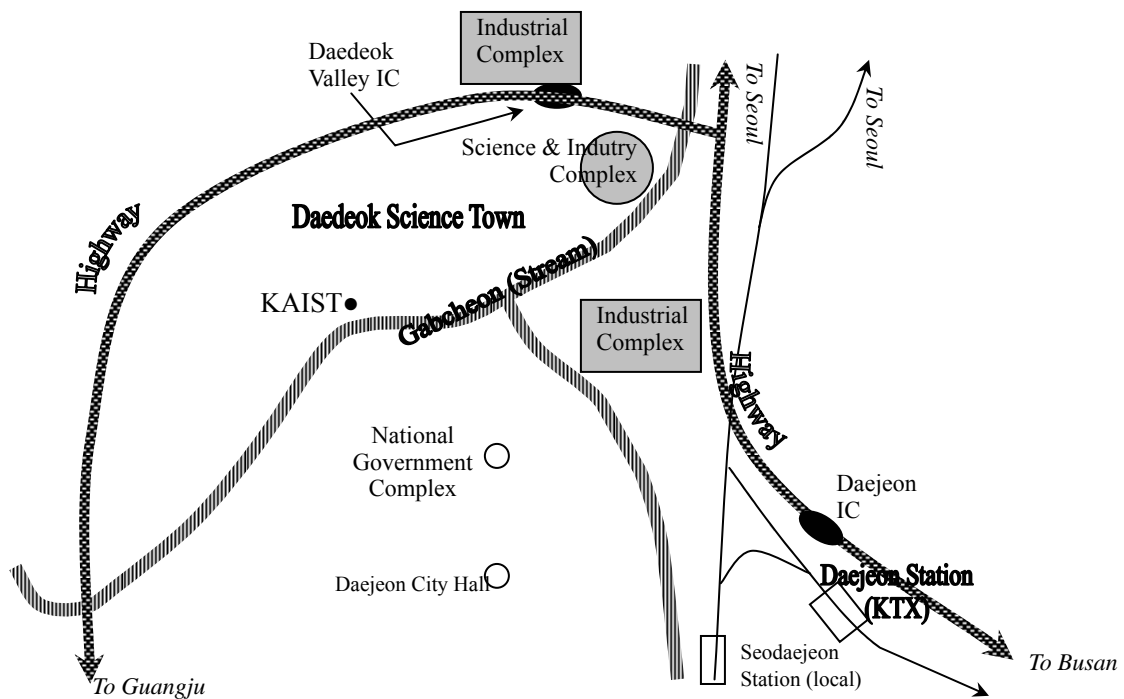 Industrial
Complex
Daedeok
Valley IC
To Seoul
To Seoul
Science & Indutry
Complex
Highway
Daedeok Science Town
Gabcheon (Stream)
KAIST
Industrial
Complex
Highway
National
Government
Complex
Daejeon
IC
Daejeon City Hall
Daejeon Station
(KTX)
Seodaejeon
Station (local)
To Busan
To Guangju